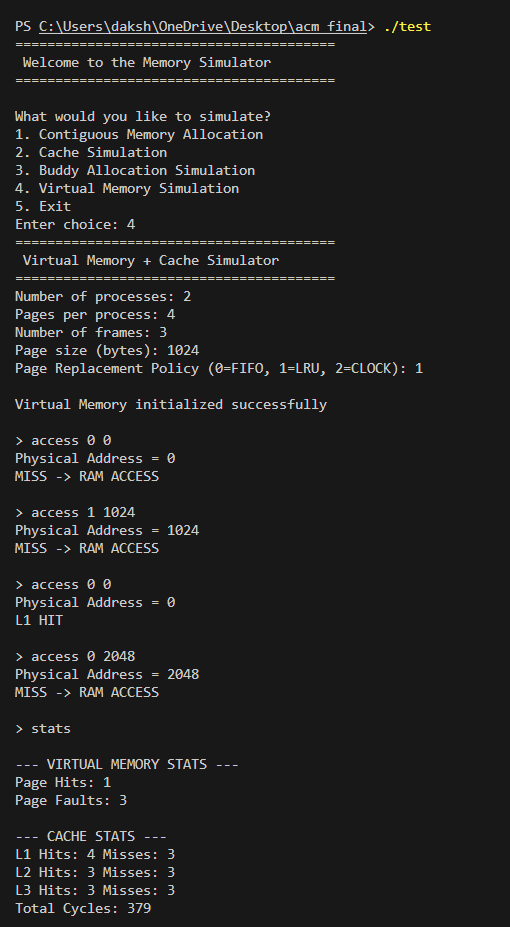 PS C:\Users\daksh\OneDrive\Desktop\acm final> ./test
========================================
Welcome to the Memory Simulator
========================================
What would you like to simulate?
1. Contiguous Memory Allocation
2. Cache Simulation
3. Buddy Allocation Simulation
4. Virtual Memory Simulation
5. Exit
Enter choice: 4
========================================
Virtual Memory + Cache Simulator
========================================
Number of processes: 2
Pages per process: 4
Number of frames: 3
Page size (bytes): 1024
Page Replacement Policy (0=FIFO, 1=LRU, 2=CLOCK): 1
Virtual Memory initialized successfully
> access 0 0
Physical Address = 0
MISS -> RAM ACCESS
> access 1 1024
Physical Address = 1024
MISS -> RAM ACCESS
> access 0 0
Physical Address = 0
L1 HIT
> access 0 2048
Physical Address = 2048
MISS -> RAM ACCESS
> stats
--- VIRTUAL MEMORY STATS ---
Page Hits: 1
Page Faults: 3
--- CACHE STATS ---
L1 Hits: 4 Misses: 3
L2 Hits: 3 Misses: 3
L3 Hits: 3 Misses: 3
Total Cycles: 379